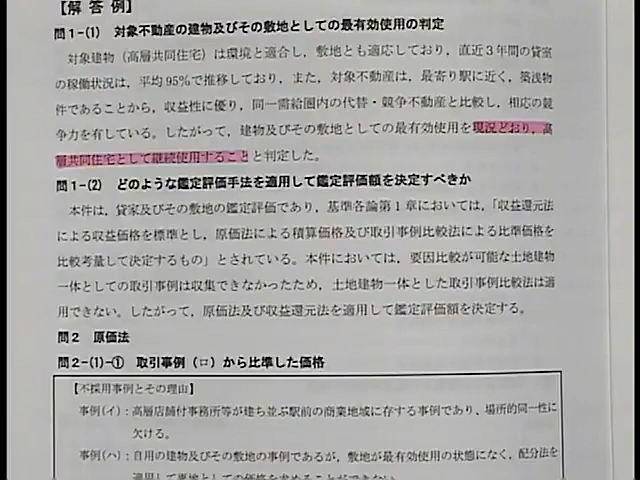 【解 答 例】
問1-(1) 対象不動産の建物及びその敷地としての最有効使用の判定
対象建物（高層共同住宅）は環境と適合し，敷地とも適応しており，直近3年間の貸室
の稼働状況は，平均95％で推移しており，また，対象不動産は，最寄り駅に近く，築浅物
件であることから，収益性に優り，同一需給圏内の代替・競争不動産と比較し，相応の競
争力を有している。したがって，建物及びその敷地としての最有効使用を現況どおり，高
層共同住宅として継続使用することと判定した。
問1-(2) どのような鑑定評価手法を適用して鑑定評価額を決定すべきか
本件は，貸家及びその敷地の鑑定評価であり，基準各論第1章においては，「収益還元法
による収益価格を標準とし，原価法による積算価格及び取引事例比較法による比準価格を
比較考量して決定するもの」とされている。本件においては，要因比較が可能な土地建物
一体としての取引事例は収集できなかったため，土地建物一体とした取引事例比較法は適
用できない。したがって，原価法及び収益還元法を適用して鑑定評価額を決定する。
問2 原価法
問2-(1)-① 取引事例（ロ）から比準した価格
【不採用事例とその理由】
事例（イ）：高層店舗付事務所等が建ち並ぶ駅前の商業地域に存する事例であり，場所的同一性に
欠ける。
事例（ハ）：自用の建物及びその敷地の事例であるが，敷地が最有効使用の状態になく，配分法を